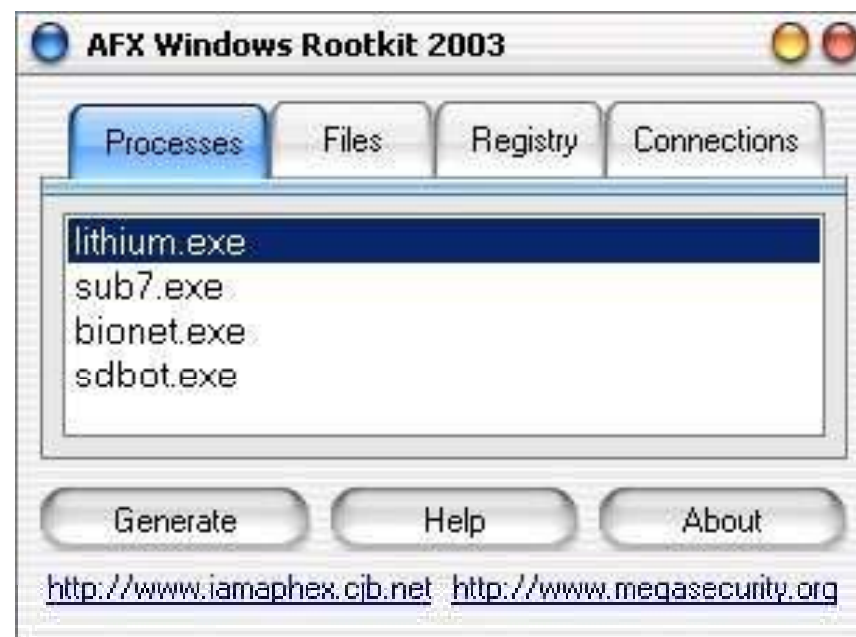 AFX Windows Rootkit 2003
Processes Files Registry Connections
lithium.exe
sub7.exe
bionet.exe
sdbot.exe
Generate Help About
http://www.iamaphex.cjb.net http://www.megasecurity.org